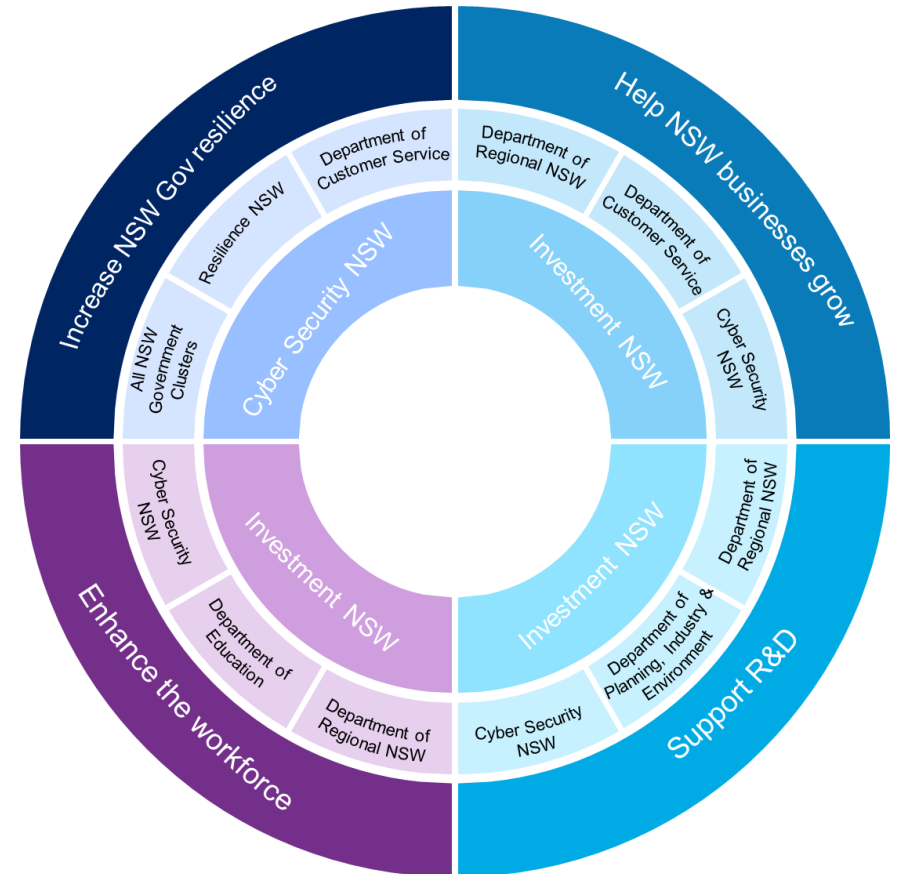 Increase NSW Gov resilience
Department of
Customer Service
Resilience NSW
All NSW
Government
Clusters
Cyber Security NSW
Help NSW businesses grow
Department of
Regional NSW
Department of
Customer Service
Cyber Security
NSW
Investment NSW
Enhance the workforce
Cyber Security
NSW
Department of
Education
Department of
Regional NSW
Investment NSW
Support R&D
Department of
Regional NSW
Department of
Planning, Industry &
Environment
Cyber Security
NSW
Investment NSW